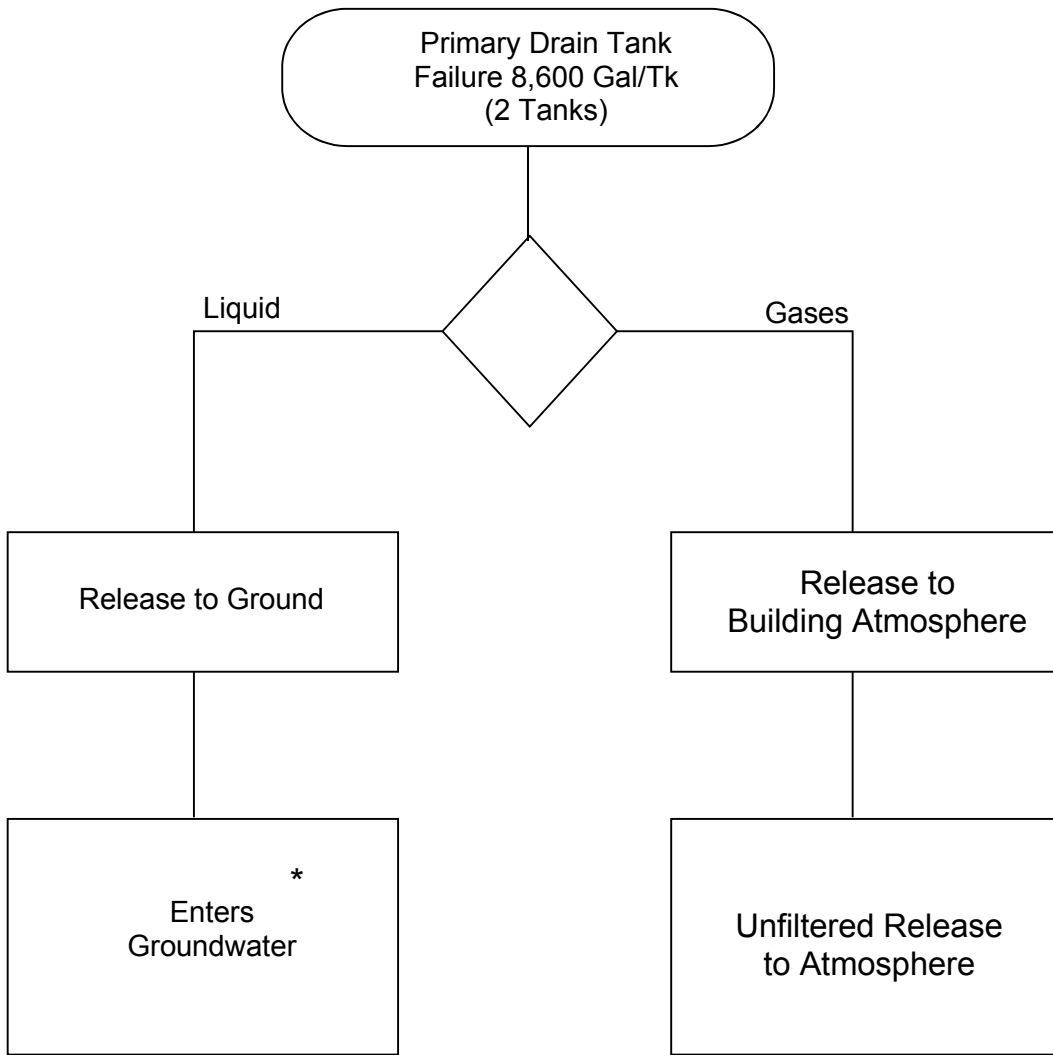 Primary Drain Tank
Failure 8,600 Gal/Tk
(2 Tanks)
Liquid
Gases
Release to Ground
Release to
Building Atmosphere
*
Enters
Groundwater
Unfiltered Release
to Atmosphere